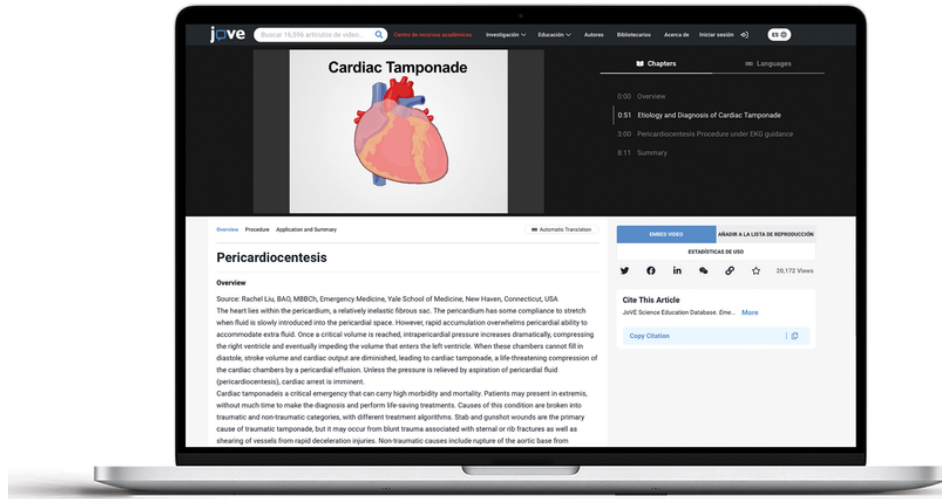 jove
Buscar 16,596 artículos de video...
Centro de recursos académicos
Investigación
Educación
Autores
Bibliotecarios
Acerca de
Iniciar sesión
ES
Cardiac Tamponade
Chapters
Languages
0:00 Overview
0:51 Etiology and Diagnosis of Cardiac Tamponade
3:00 Pericardiocentesis Procedure under EKG guidance
8:11 Summary
Overview Procedure Application and Summary
Automatic Translation
Pericardiocentesis
Overview
Source: Rachel Liu, BAO, MBBCh, Emergency Medicine, Yale School of Medicine, New Haven, Connecticut, USA
The heart lies within the pericardium, a relatively inelastic fibrous sac. The pericardium has some compliance to stretch
when fluid is slowly introduced into the pericardial space. However, rapid accumulation overwhelms pericardial ability to
accommodate extra fluid. Once a critical volume is reached, intrapericardial pressure increases dramatically, compressing
the right ventricle and eventually impeding the volume that enters the left ventricle. When these chambers cannot fill in
diastole, stroke volume and cardiac output are diminished, leading to cardiac tamponade, a life-threatening compression of
the cardiac chambers by a pericardial effusion. Unless the pressure is relieved by aspiration of pericardial fluid
(pericardiocentesis), cardiac arrest is imminent.
Cardiac tamponadeis a critical emergency that can carry high morbidity and mortality. Patients may present in extremis,
without much time to make the diagnosis and perform life-saving treatments. Causes of this condition are broken into
traumatic and non-traumatic categories, with different treatment algorithms. Stab and gunshot wounds are the primary
cause of traumatic tamponade, but it may occur from blunt trauma associated with sternal or rib fractures as well as
shearing of vessels from rapid deceleration injuries. Non-traumatic causes include rupture of the aortic base from
EMBED VIDEO
AÑADIR A LA LISTA DE REPRODUCCIÓN
ESTADÍSTICAS DE USO
20,172 Views
Cite This Article
JoVE Science Education Database. Eme... More
Copy Citation